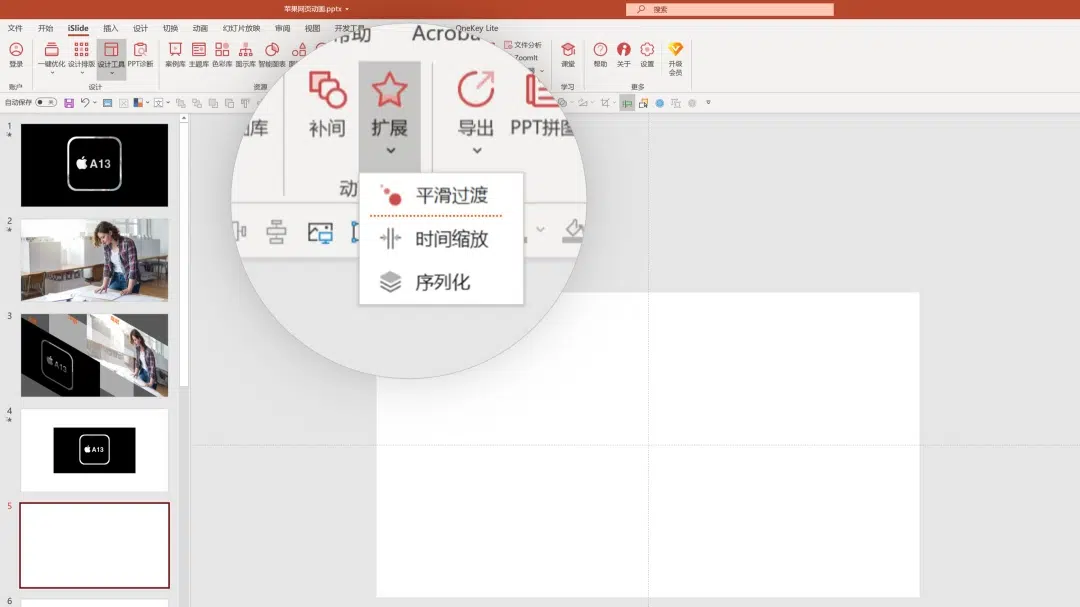 苹果网页动画.pptx
搜索
文件 开始 iSlide 插入 设计 切换 动画 幻灯片放映 审阅 视图 开发工具 OneKey Lite
帮助 Acroba
登录 一键优化 设计排版 设计工具 PPT诊断 案例库 主题库 色彩库 图示库 智能图表
文件分析
ZoomIt
课堂 帮助 关于 设置 升级会员
账户 设计 资源 学习 更多
自动保存 关
图库 补间 扩展 导出 PPT拼图
动
平滑过渡
时间缩放
序列化
1
A13
2
3
A13
4
A13
5
6